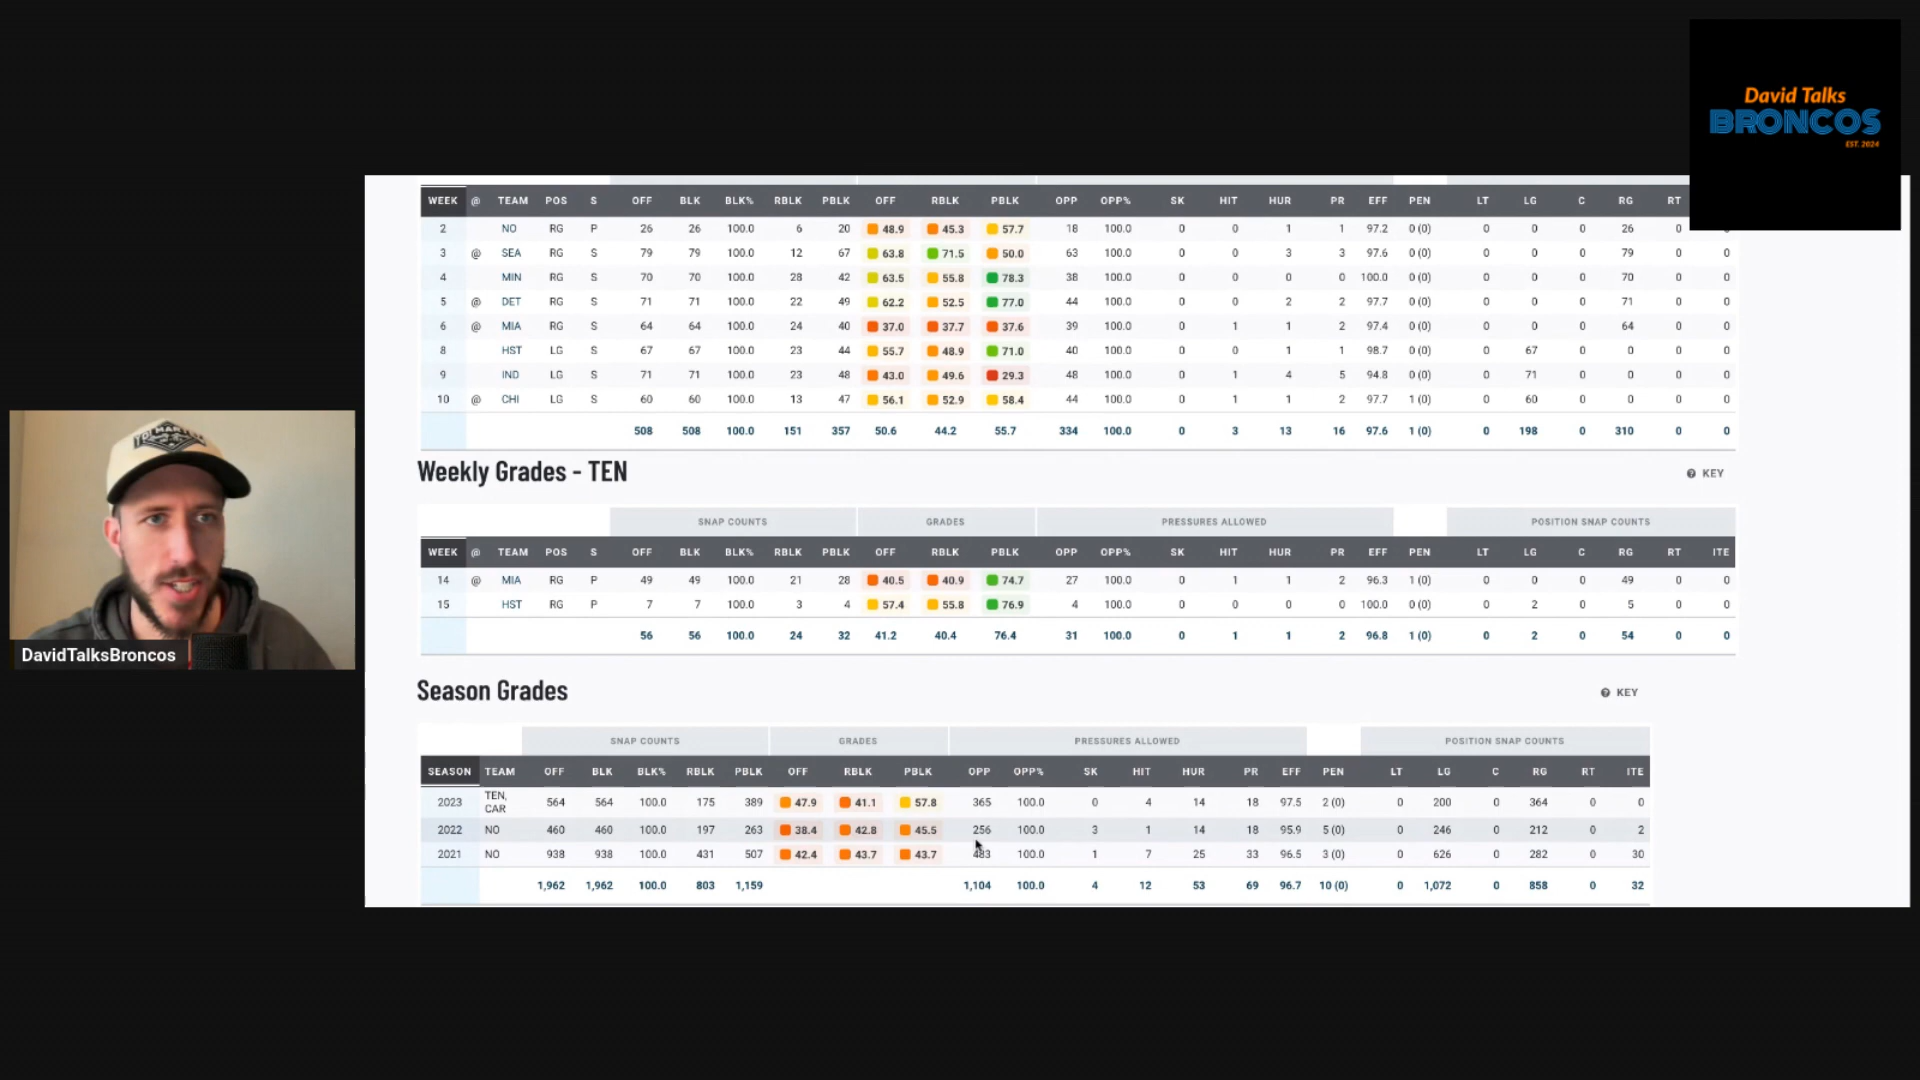 David Talks
BRONCOS
EST. 2024
WEEK @ TEAM POS S OFF BLK BLK% RBLK PBLK OFF RBLK PBLK OPP OPP% SK HIT HUR PR EFF PEN LT LG C RG RT
2 NO RG P 26 26 100.0 6 20 48.9 45.3 57.7 18 100.0 0 0 1 1 97.2 0 (0) 0 0 0 26 0
3 @ SEA RG S 79 79 100.0 12 67 63.8 71.5 50.0 63 100.0 0 0 3 3 97.6 0 (0) 0 0 0 79 0 0
4 MIN RG S 70 70 100.0 28 42 63.5 55.8 78.3 38 100.0 0 0 0 0 100.0 0 (0) 0 0 0 70 0 0
5 @ DET RG S 71 71 100.0 22 49 62.2 52.5 77.0 44 100.0 0 0 2 2 97.7 0 (0) 0 0 0 71 0 0
6 @ MIA RG S 64 64 100.0 24 40 37.0 37.7 37.6 39 100.0 0 1 1 2 97.4 0 (0) 0 0 0 64 0 0
8 HST LG S 67 67 100.0 23 44 55.7 48.9 71.0 40 100.0 0 0 1 1 98.7 0 (0) 0 67 0 0 0 0
9 IND LG S 71 71 100.0 23 48 43.0 49.6 29.3 48 100.0 0 1 4 5 94.8 0 (0) 0 71 0 0 0 0
10 @ CHI LG S 60 60 100.0 13 47 56.1 52.9 58.4 44 100.0 0 1 1 2 97.7 1 (0) 0 60 0 0 0 0
508 508 100.0 151 357 50.6 44.2 55.7 334 100.0 0 3 13 16 97.6 1 (0) 0 198 0 310 0 0
Weekly Grades - TEN
KEY
SNAP COUNTS GRADES PRESSURES ALLOWED POSITION SNAP COUNTS
WEEK @ TEAM POS S OFF BLK BLK% RBLK PBLK OFF RBLK PBLK OPP OPP% SK HIT HUR PR EFF PEN LT LG C RG RT ITE
14 @ MIA RG P 49 49 100.0 21 28 40.5 40.9 74.7 27 100.0 0 1 1 2 96.3 1 (0) 0 0 0 49 0 0
15 HST RG P 7 7 100.0 3 4 57.4 55.8 76.9 4 100.0 0 0 0 0 100.0 0 (0) 0 2 0 5 0 0
56 56 100.0 24 32 41.2 40.4 76.4 31 100.0 0 1 1 2 96.8 1 (0) 0 2 0 54 0 0
Season Grades
KEY
SNAP COUNTS GRADES PRESSURES ALLOWED POSITION SNAP COUNTS
SEASON TEAM OFF BLK BLK% RBLK PBLK OFF RBLK PBLK OPP OPP% SK HIT HUR PR EFF PEN LT LG C RG RT ITE
2023 TEN, CAR 564 564 100.0 175 389 47.9 41.1 57.8 365 100.0 0 4 14 18 97.5 2 (0) 0 200 0 364 0 0
2022 NO 460 460 100.0 197 263 38.4 42.8 45.5 256 100.0 3 1 14 18 95.9 5 (0) 0 246 0 212 0 2
2021 NO 938 938 100.0 431 507 42.4 43.7 43.7 483 100.0 1 7 25 33 96.5 3 (0) 0 626 0 282 0 30
1,962 1,962 100.0 803 1,159 1,104 100.0 4 12 53 69 96.7 10 (0) 0 1,072 0 858 0 32
DavidTalksBroncos